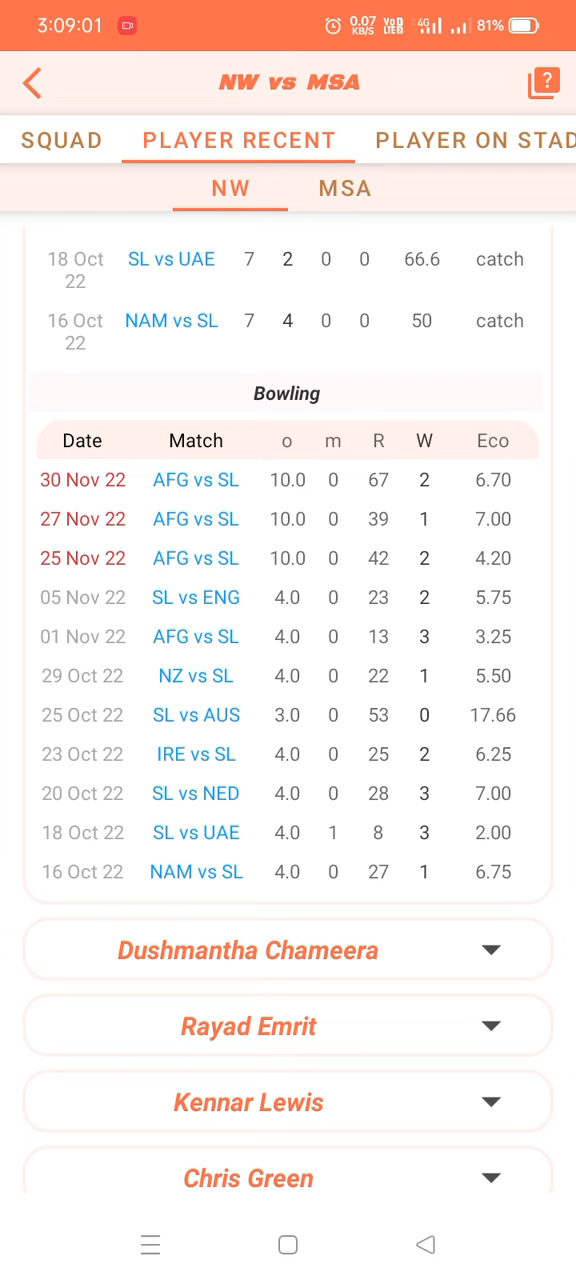 3:09:01 0.07 KB/S VoD LTE 4G 81%
NW vs MSA ?
SQUAD PLAYER RECENT PLAYER ON STAD
NW MSA
18 Oct 22 SL vs UAE 7 2 0 0 66.6 catch
16 Oct 22 NAM vs SL 7 4 0 0 50 catch
Bowling
Date Match o m R W Eco
30 Nov 22 AFG vs SL 10.0 0 67 2 6.70
27 Nov 22 AFG vs SL 10.0 0 39 1 7.00
25 Nov 22 AFG vs SL 10.0 0 42 2 4.20
05 Nov 22 SL vs ENG 4.0 0 23 2 5.75
01 Nov 22 AFG vs SL 4.0 0 13 3 3.25
29 Oct 22 NZ vs SL 4.0 0 22 1 5.50
25 Oct 22 SL vs AUS 3.0 0 53 0 17.66
23 Oct 22 IRE vs SL 4.0 0 25 2 6.25
20 Oct 22 SL vs NED 4.0 0 28 3 7.00
18 Oct 22 SL vs UAE 4.0 1 8 3 2.00
16 Oct 22 NAM vs SL 4.0 0 27 1 6.75
Dushmantha Chameera
Rayad Emrit
Kennar Lewis
Chris Green